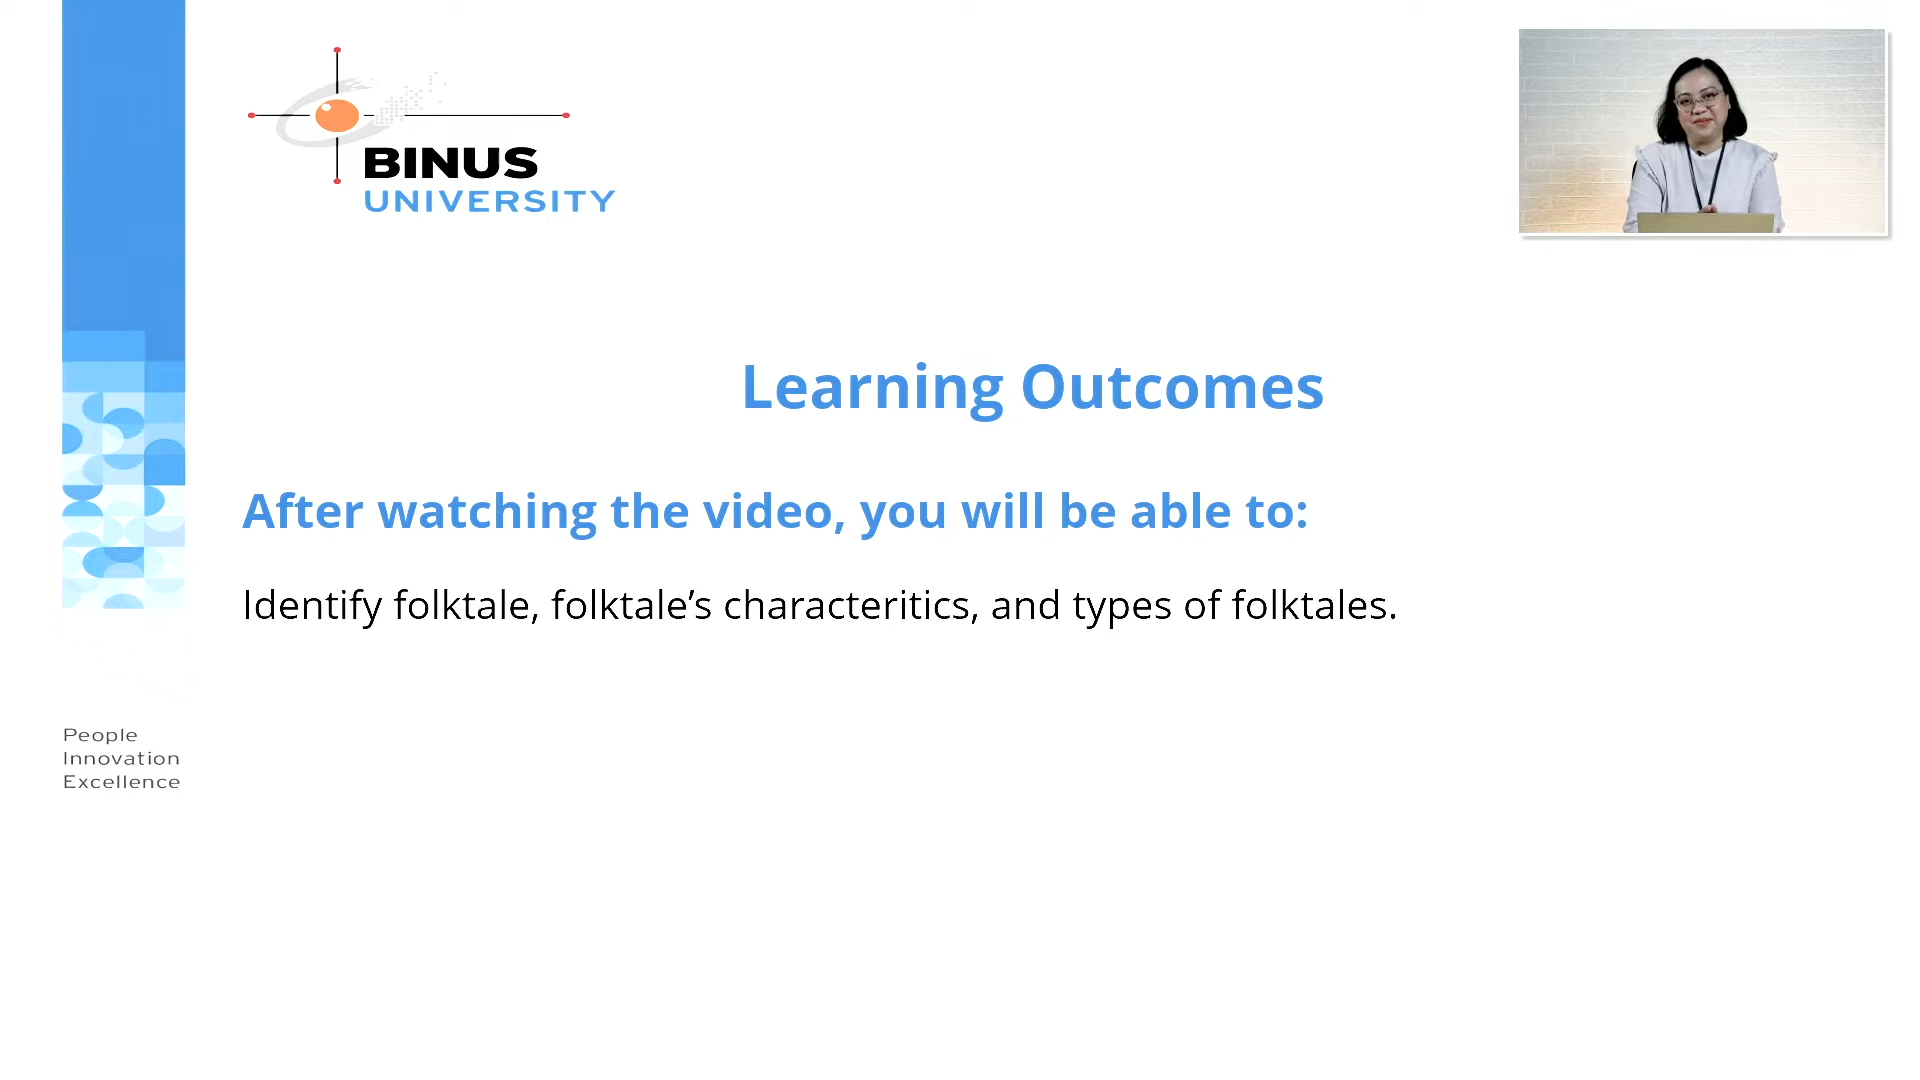 BINUS
UNIVERSITY
Learning Outcomes
After watching the video, you will be able to:
Identify folktale, folktale’s characteritics, and types of folktales.
People
Innovation
Excellence